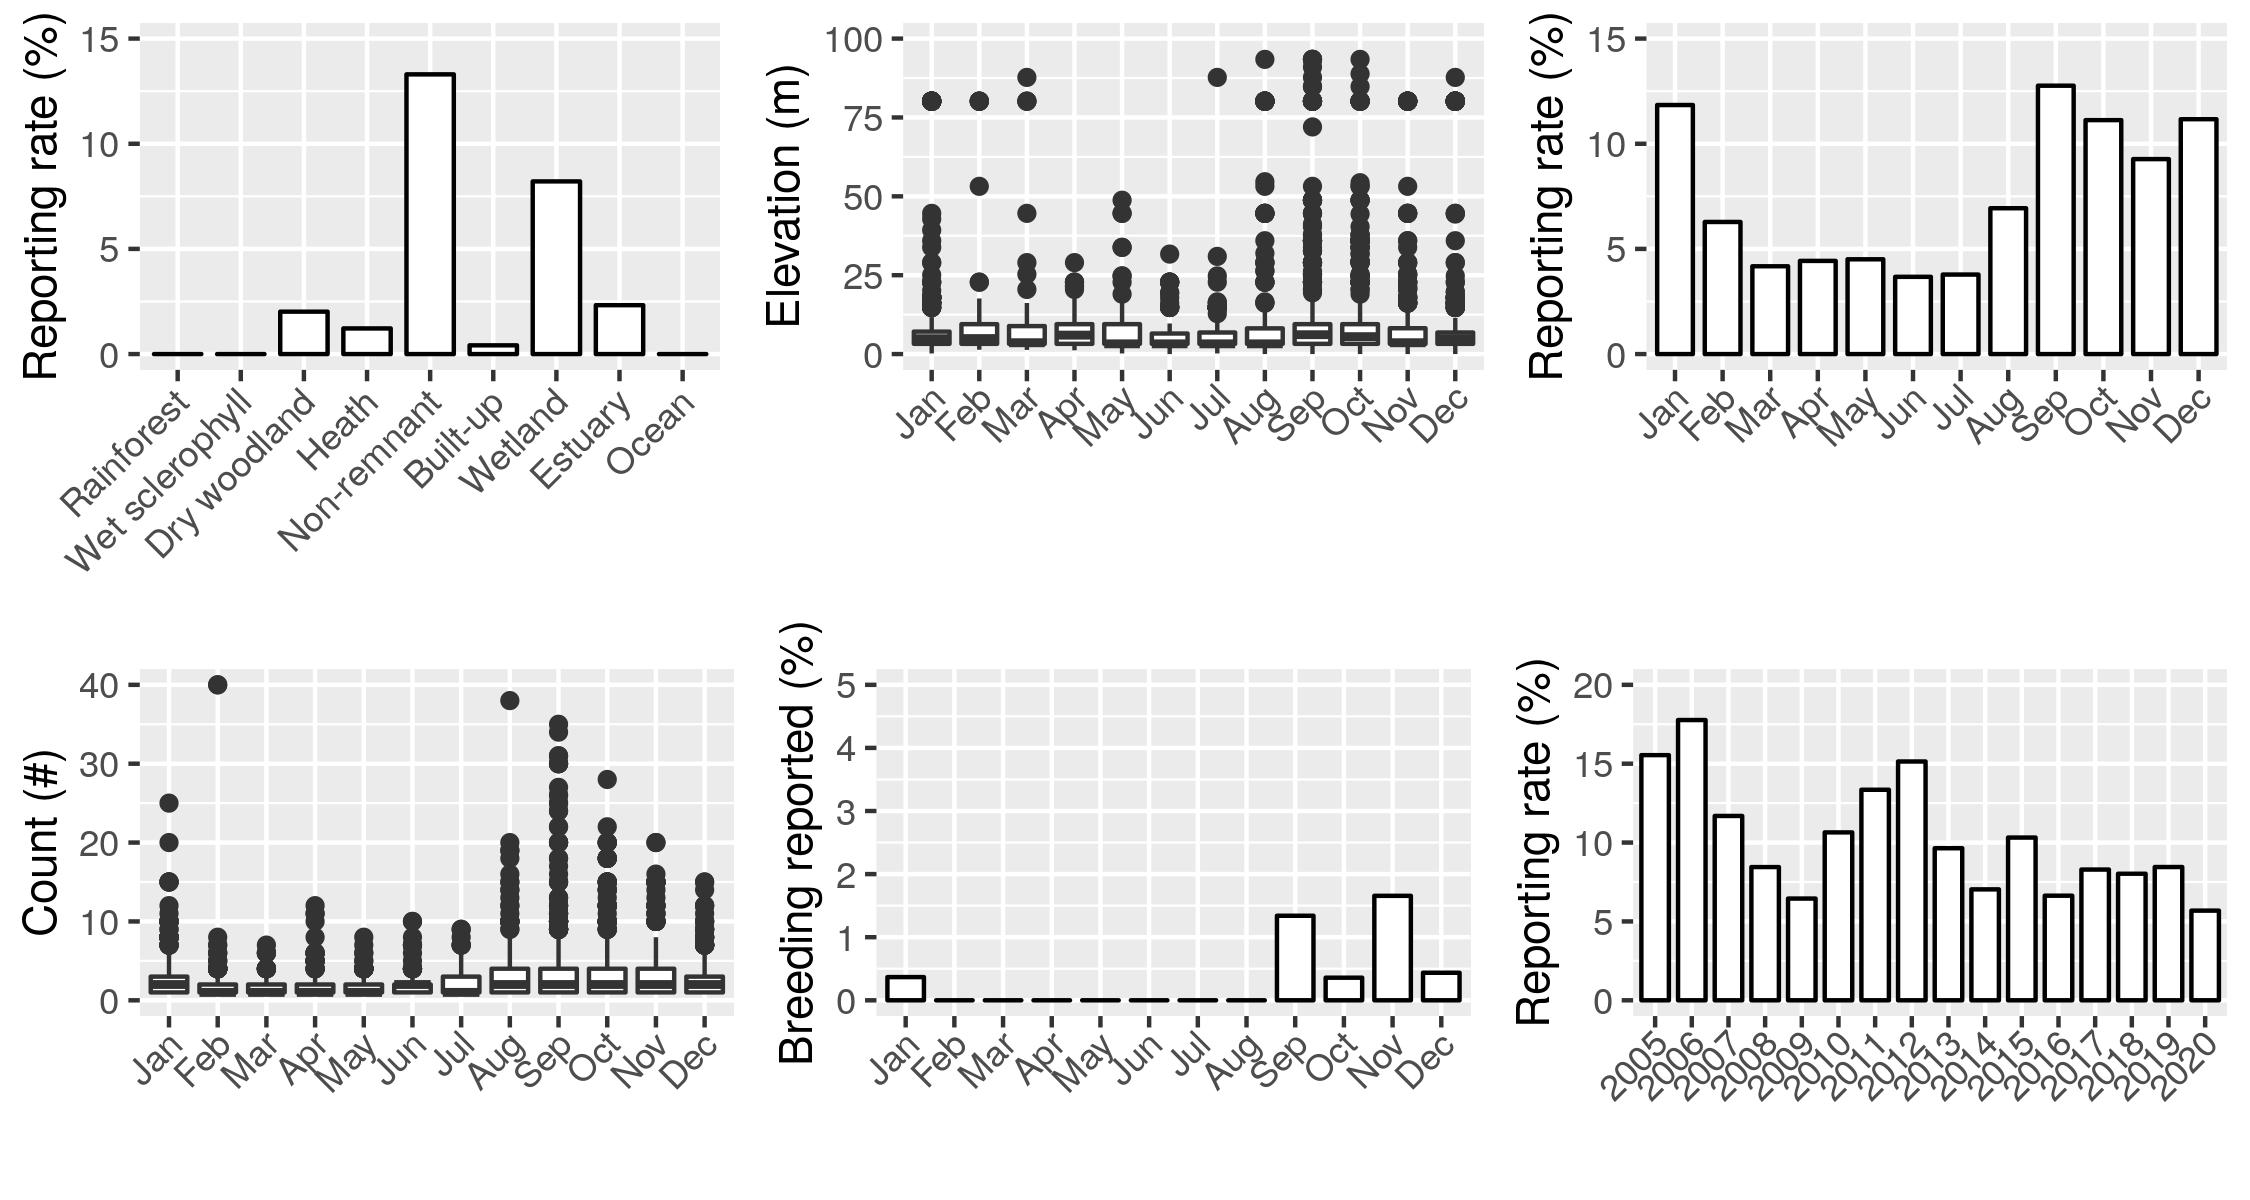 Reporting rate (%)
15
10
5
0
Rainforest
Wet sclerophyll
Dry woodland
Heath
Non-remnant
Built-up
Wetland
Estuary
Ocean
Elevation (m)
100
75
50
25
0
Jan
Feb
Mar
Apr
May
Jun
Jul
Aug
Sep
Oct
Nov
Dec
Reporting rate (%)
15
10
5
0
Jan
Feb
Mar
Apr
May
Jun
Jul
Aug
Sep
Oct
Nov
Dec
Count (#)
40
30
20
10
0
Jan
Feb
Mar
Apr
May
Jun
Jul
Aug
Sep
Oct
Nov
Dec
Breeding reported (%)
5
4
3
2
1
0
Jan
Feb
Mar
Apr
May
Jun
Jul
Aug
Sep
Oct
Nov
Dec
Reporting rate (%)
20
15
10
5
0
2005
2006
2007
2008
2009
2010
2011
2012
2013
2014
2015
2016
2017
2018
2019
2020